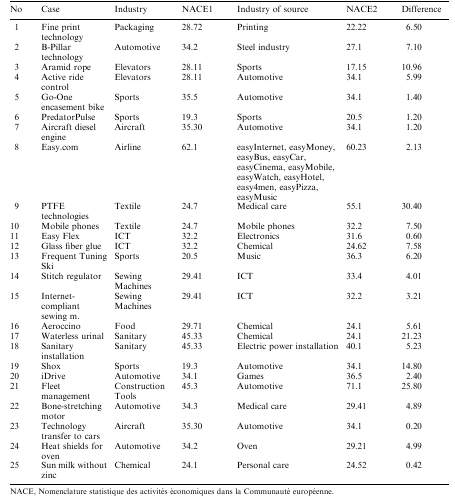 No Case Industry NACE1 Industry of source NACE2 Difference
1 Fine print technology Packaging 28.72 Printing 22.22 6.50
2 B-Pillar technology Automotive 34.2 Steel industry 27.1 7.10
3 Aramid rope Elevators 28.11 Sports 17.15 10.96
4 Active ride control Elevators 28.11 Automotive 34.1 5.99
5 Go-One encasement bike Sports 35.5 Automotive 34.1 1.40
6 PredatorPulse Sports 19.3 Sports 20.5 1.20
7 Aircraft diesel engine Aircraft 35.30 Automotive 34.1 1.20
8 Easy.com Airline 62.1 easyInternet, easyMoney, easyBus, easyCar, easyCinema, easyMobile, easyWatch, easyHotel, easy4men, easyPizza, easyMusic 60.23 2.13
9 PTFE technologies Textile 24.7 Medical care 55.1 30.40
10 Mobile phones Textile 24.7 Mobile phones 32.2 7.50
11 Easy Flex ICT 32.2 Electronics 31.6 0.60
12 Glass fiber glue ICT 32.2 Chemical 24.62 7.58
13 Frequent Tuning Ski Sports 20.5 Music 36.3 6.20
14 Stitch regulator Sewing Machines 29.41 ICT 33.4 4.01
15 Internet-compliant sewing m. Sewing Machines 29.41 ICT 32.2 3.21
16 Aeroccino Food 29.71 Chemical 24.1 5.61
17 Waterless urinal Sanitary 45.33 Chemical 24.1 21.23
18 Sanitary installation Sanitary 45.33 Electric power installation 40.1 5.23
19 Shox Sports 19.3 Automotive 34.1 14.80
20 iDrive Automotive 34.1 Games 36.5 2.40
21 Fleet management Construction Tools 45.3 Automotive 71.1 25.80
22 Bone-stretching motor Automotive 34.3 Medical care 29.41 4.89
23 Technology transfer to cars Aircraft 35.30 Automotive 34.1 0.20
24 Heat shields for oven Automotive 34.2 Oven 29.21 4.99
25 Sun milk without zinc Chemical 24.1 Personal care 24.52 0.42
NACE, Nomenclature statistique des activités économiques dans la Communauté européenne.